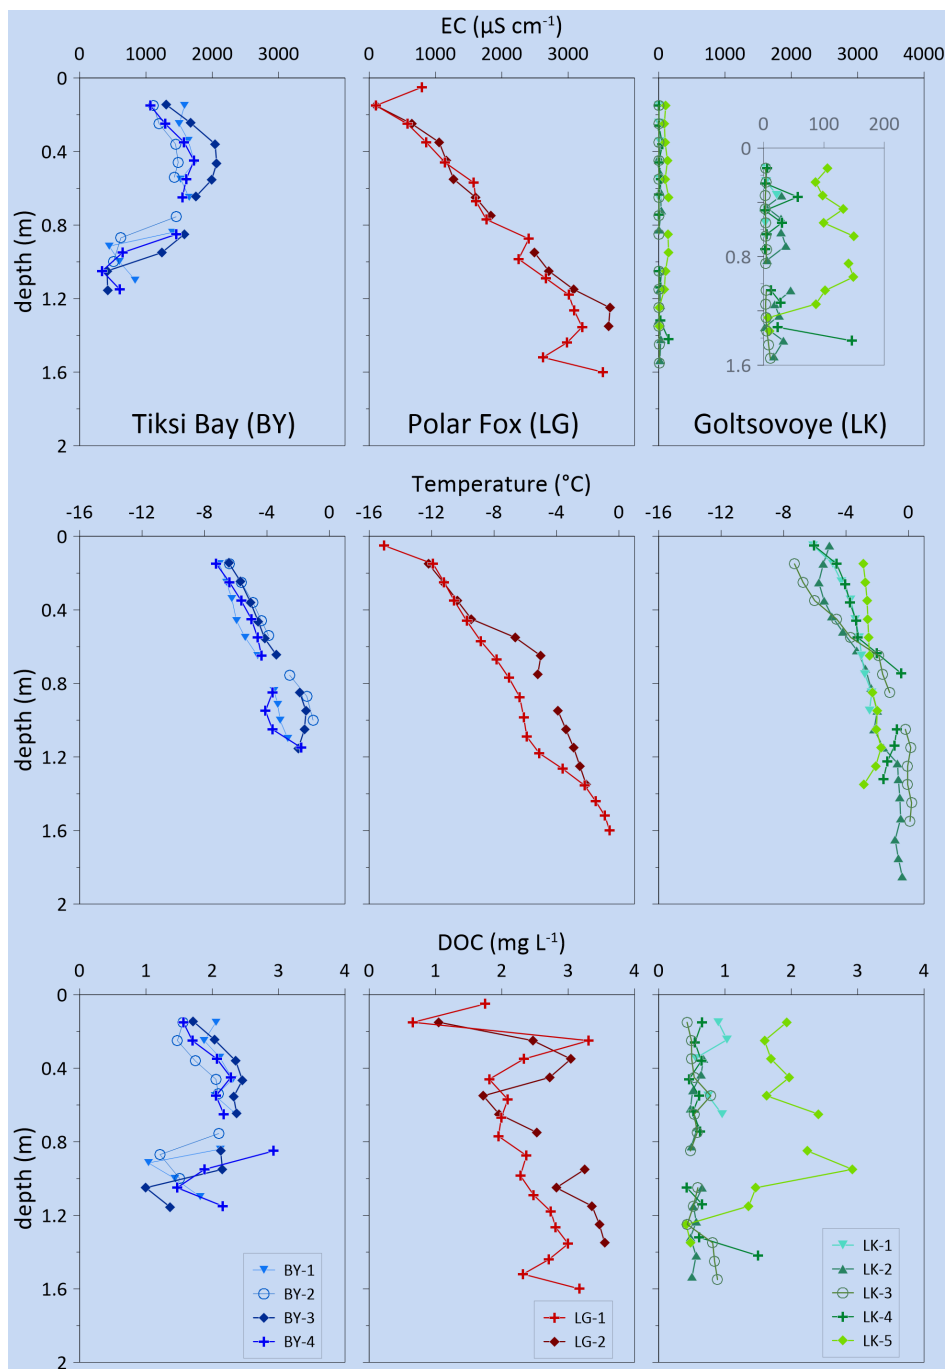 EC (µS cm⁻¹)
0 1000 2000 3000 4000 0 1000 2000 3000 0 1000 2000 3000 4000
depth (m)
0
0.4
0.8
1.2
1.6
2
0 100 200
0
0.8
1.6
Tiksi Bay (BY) Polar Fox (LG) Goltsovoye (LK)
Temperature (°C)
-16 -12 -8 -4 0 -16 -12 -8 -4 0 -16 -12 -8 -4 0
depth (m)
0
0.4
0.8
1.2
1.6
2
DOC (mg L⁻¹)
0 1 2 3 4 0 1 2 3 4 0 1 2 3 4
depth (m)
0
0.4
0.8
1.2
1.6
2
BY-1
BY-2
BY-3
BY-4
LG-1
LG-2
LK-1
LK-2
LK-3
LK-4
LK-5